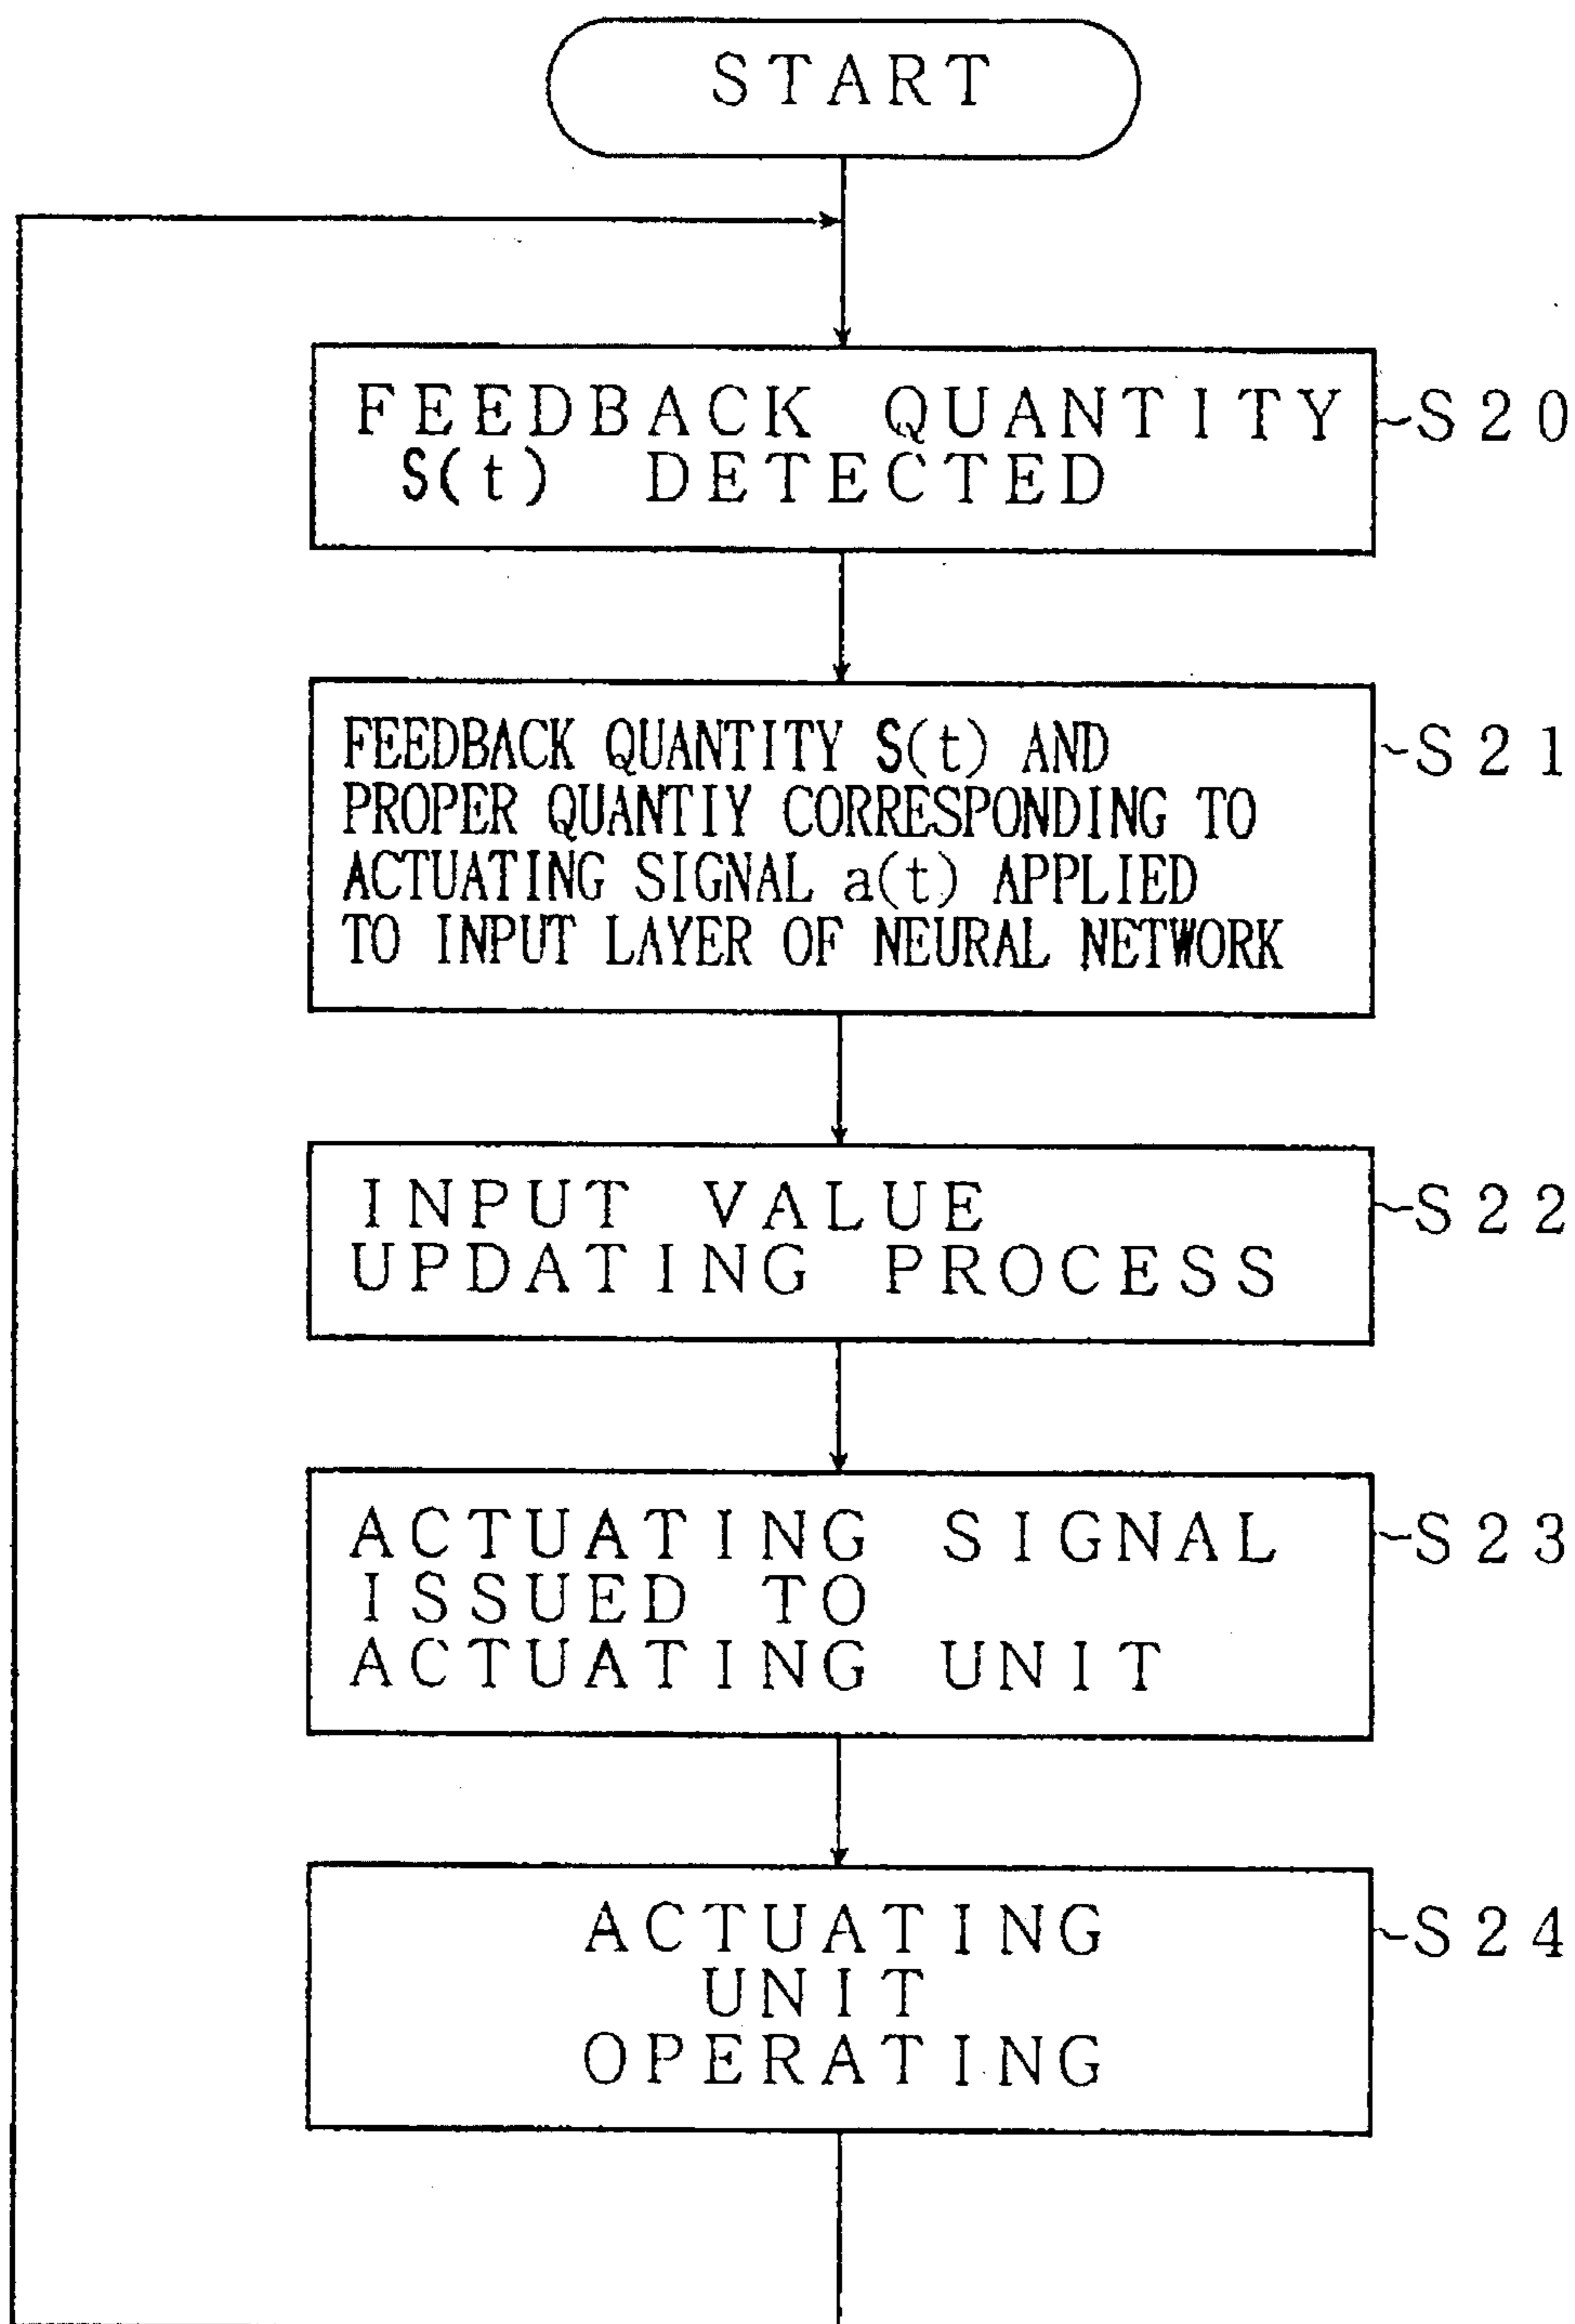 START
FEEDBACK QUANTITY
S(t) DETECTED
S20
FEEDBACK QUANTITY S(t) AND
PROPER QUANTIY CORRESPONDING TO
ACTUATING SIGNAL a(t) APPLIED
TO INPUT LAYER OF NEURAL NETWORK
S21
INPUT VALUE
UPDATING PROCESS
S22
ACTUATING SIGNAL
ISSUED TO
ACTUATING UNIT
S23
ACTUATING
UNIT
OPERATING
S24